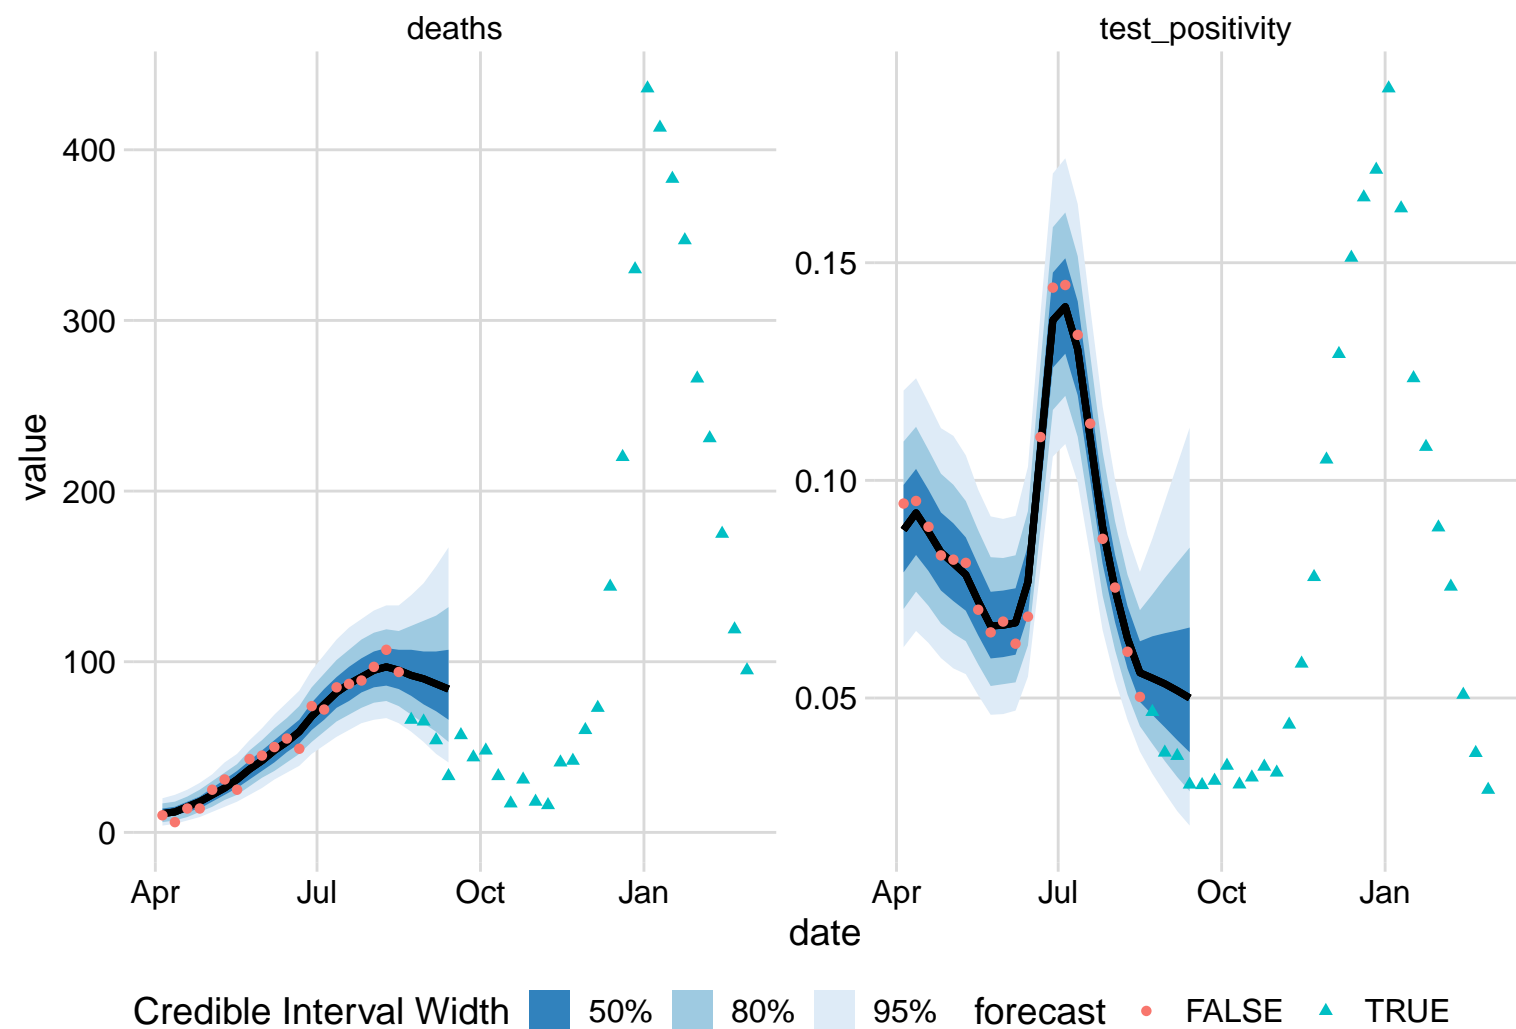 deaths
test_positivity
value
400
300
200
100
0
0.15
0.10
0.05
Apr Jul Oct Jan
Apr Jul Oct Jan
date
Credible Interval Width 50% 80% 95% forecast FALSE TRUE